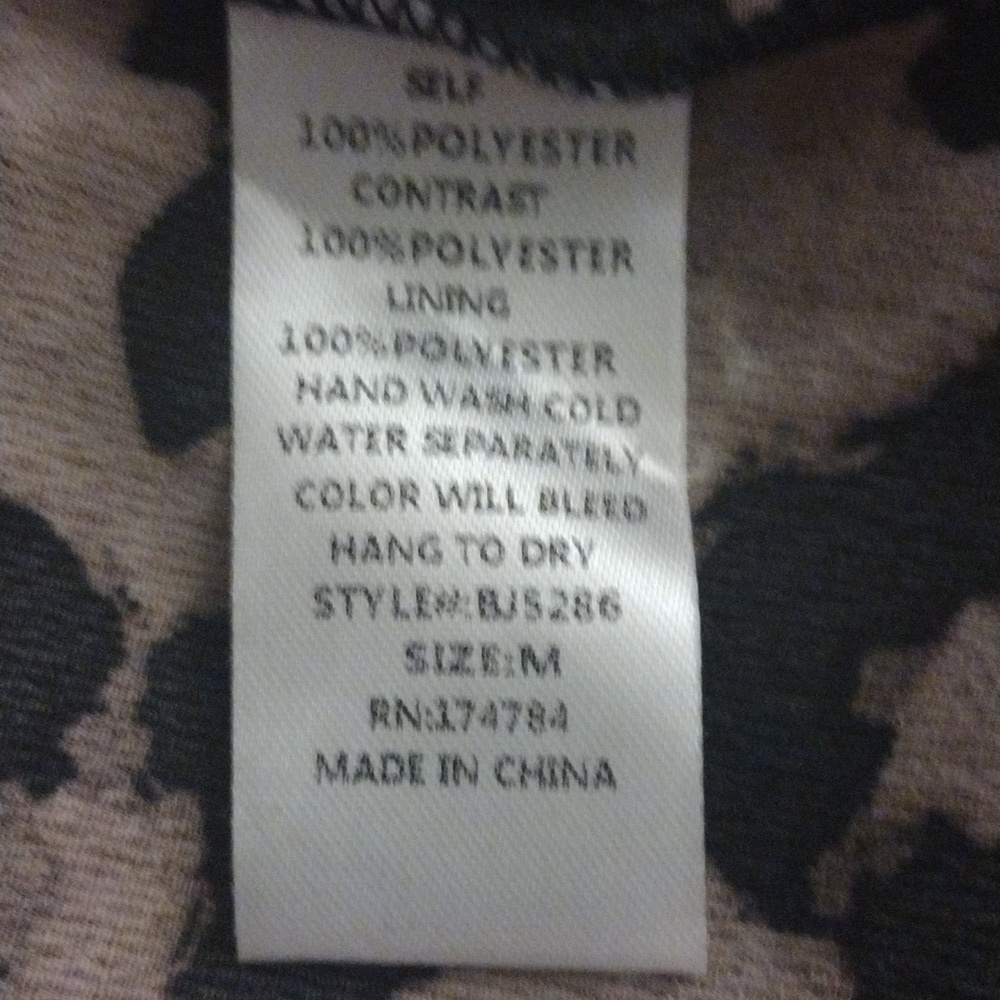 SELF
100%POLYESTER
CONTRAST
100%POLYESTER
LINING
100%POLYESTER
HAND WASH COLD
WATER SEPARATELY
COLOR WILL BLEED
HANG TO DRY
STYLE#:BJ5286
SIZE:M
RN:174784
MADE IN CHINA